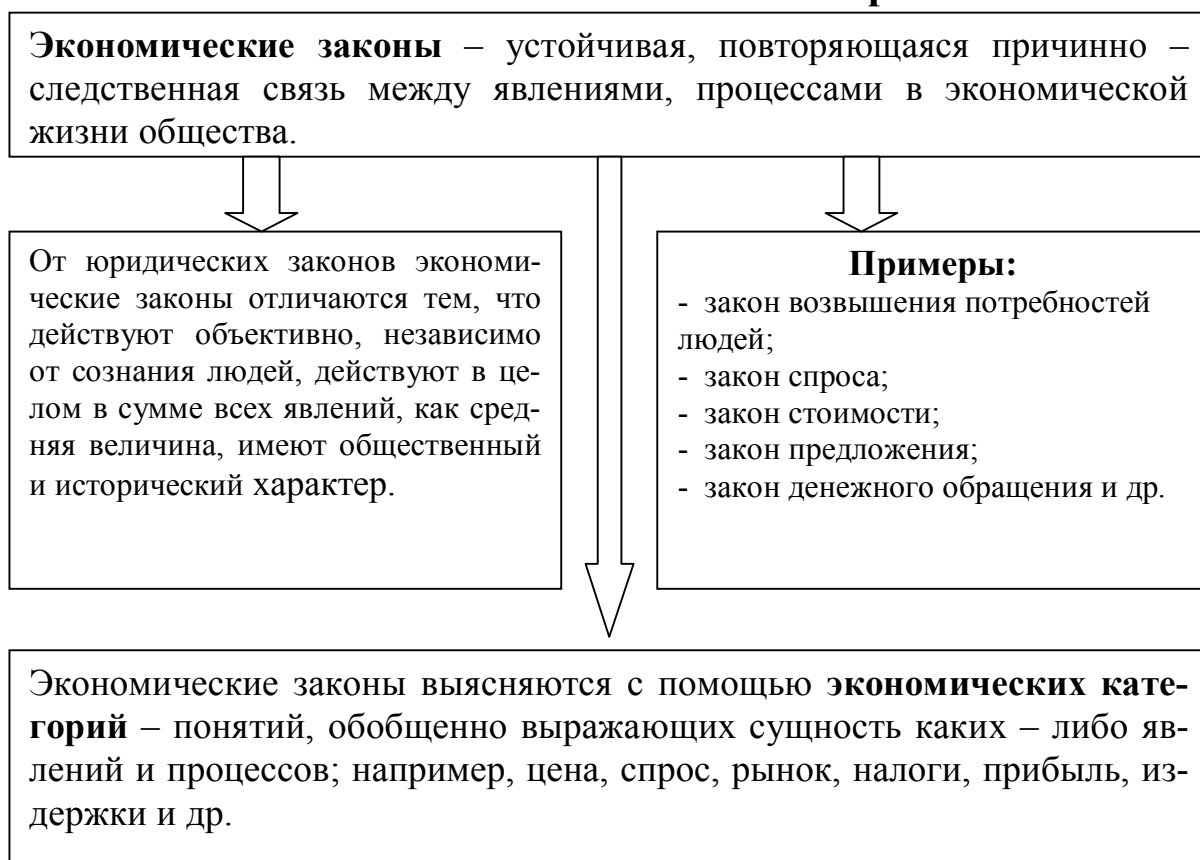 Экономические законы – устойчивая, повторяющаяся причинно –
следственная связь между явлениями, процессами в экономической
жизни общества.
От юридических законов экономи-
ческие законы отличаются тем, что
действуют объективно, независимо
от сознания людей, действуют в це-
лом в сумме всех явлений, как сред-
няя величина, имеют общественный
и исторический характер.
Примеры:
- закон возвышения потребностей
людей;
- закон спроса;
- закон стоимости;
- закон предложения;
- закон денежного обращения и др.
Экономические законы выясняются с помощью экономических кате-
горий – понятий, обобщенно выражающих сущность каких – либо яв-
лений и процессов; например, цена, спрос, рынок, налоги, прибыль, из-
держки и др.